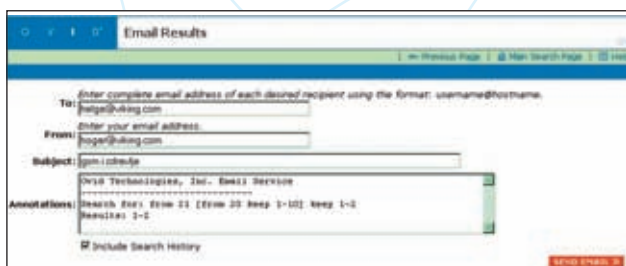 O V I D
Email Results
Previous Page | Main Search Page |
Enter complete email address of each desired recipient using the format: username@hostname.
To: helga@viking.com
Enter your email address.
From: hogar@viking.com
Subject: gsm i zdravlje
Ovid Technologies, Inc. Email Service
------------------------------
Annotations: Search for: from 21 [from 20 keep 1-10] keep 1-2
Results: 1-2
Include Search History
SEND EMAIL